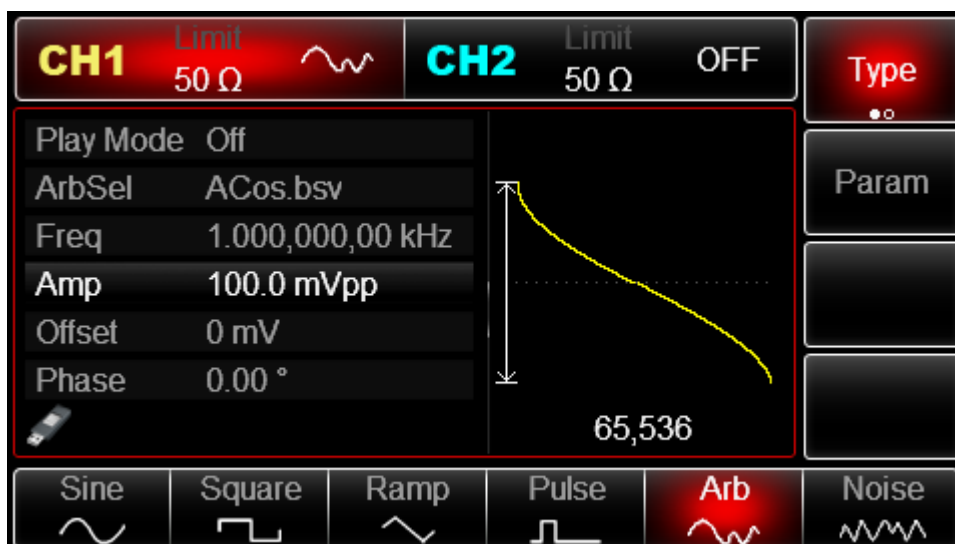 CH1 Limit 50 Ω CH2 Limit 50 Ω OFF
Type
Play Mode Off
ArbSel ACos.bsv
Param
Freq 1.000,000,00 kHz
Amp 100.0 mVpp
Offset 0 mV
Phase 0.00 °
65,536
Sine Square Ramp Pulse Arb Noise